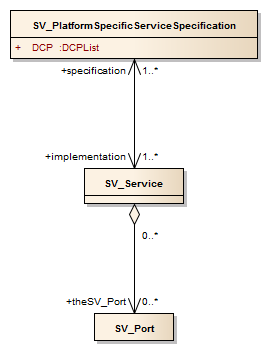 SV_PlatformSpecificServiceSpecification
+ DCP :DCPList
+specification 1..*
+implementation 1..*
SV_Service
0..*
+theSV_Port 0..*
SV_Port